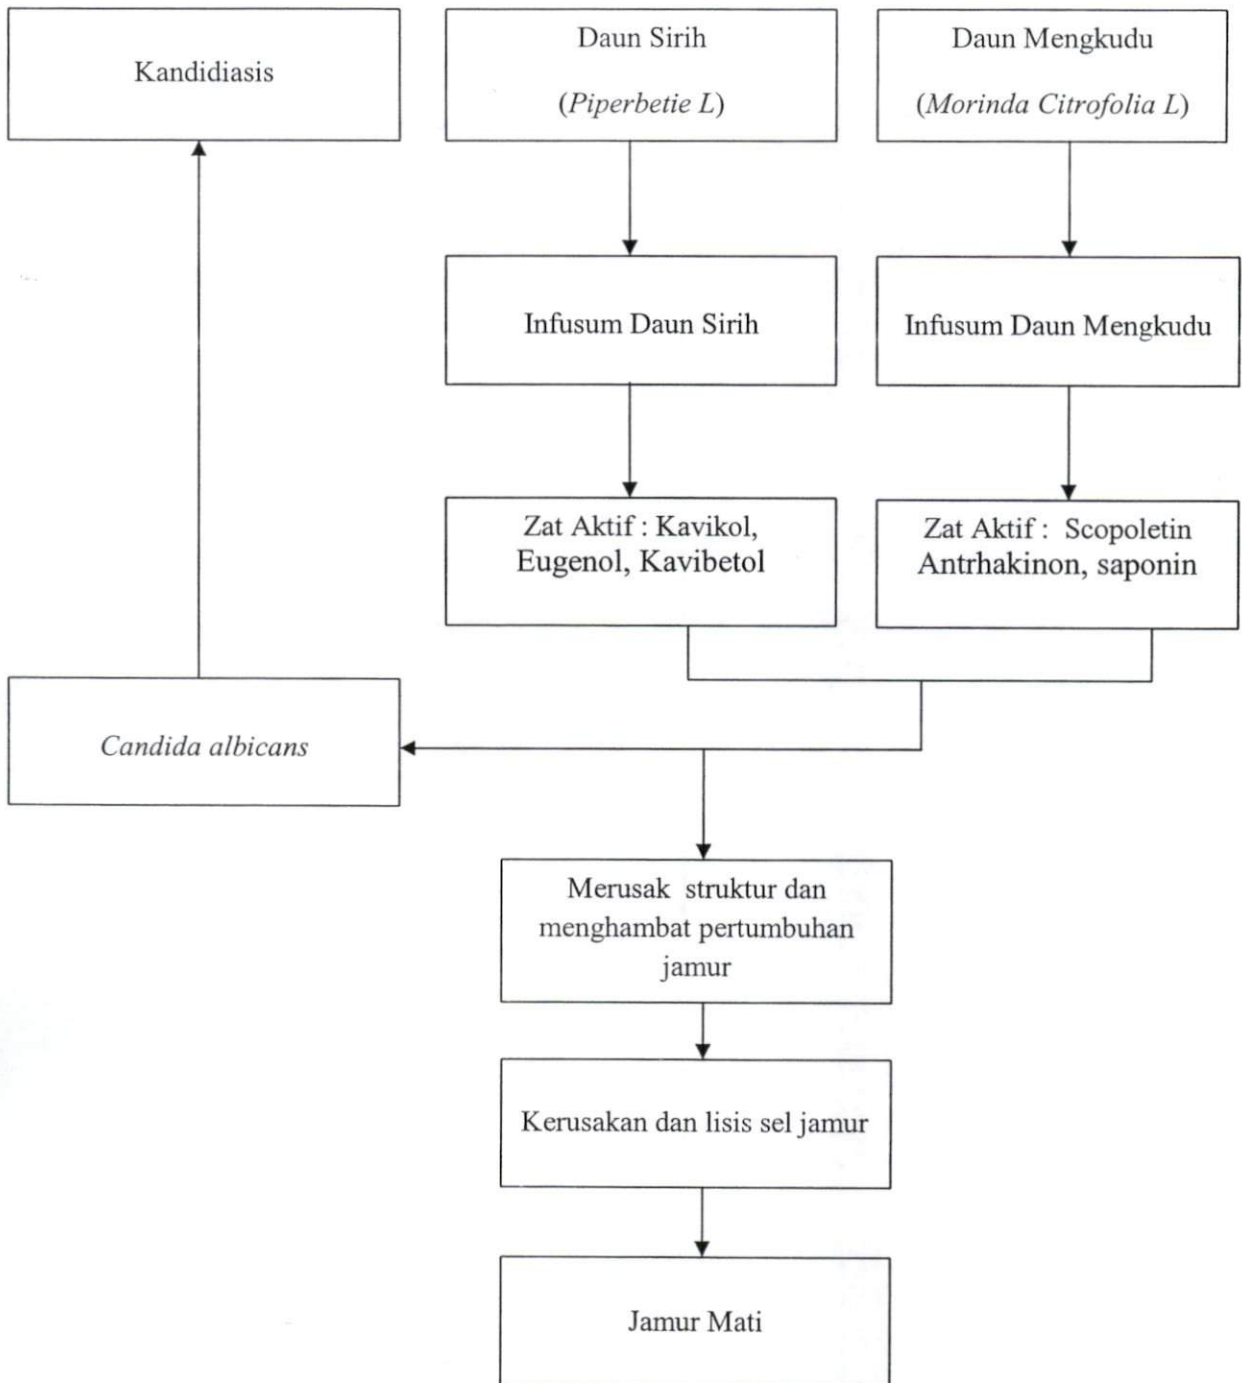 Kandidiasis
Daun Sirih
(Piperbetie L)
Daun Mengkudu
(Morinda Citrofolia L)
Infusum Daun Sirih
Infusum Daun Mengkudu
Zat Aktif : Kavikol,
Eugenol, Kavibetol
Zat Aktif :  Scopoletin
Antrhakinon, saponin
Candida albicans
Merusak  struktur dan
menghambat pertumbuhan
jamur
Kerusakan dan lisis sel jamur
Jamur Mati